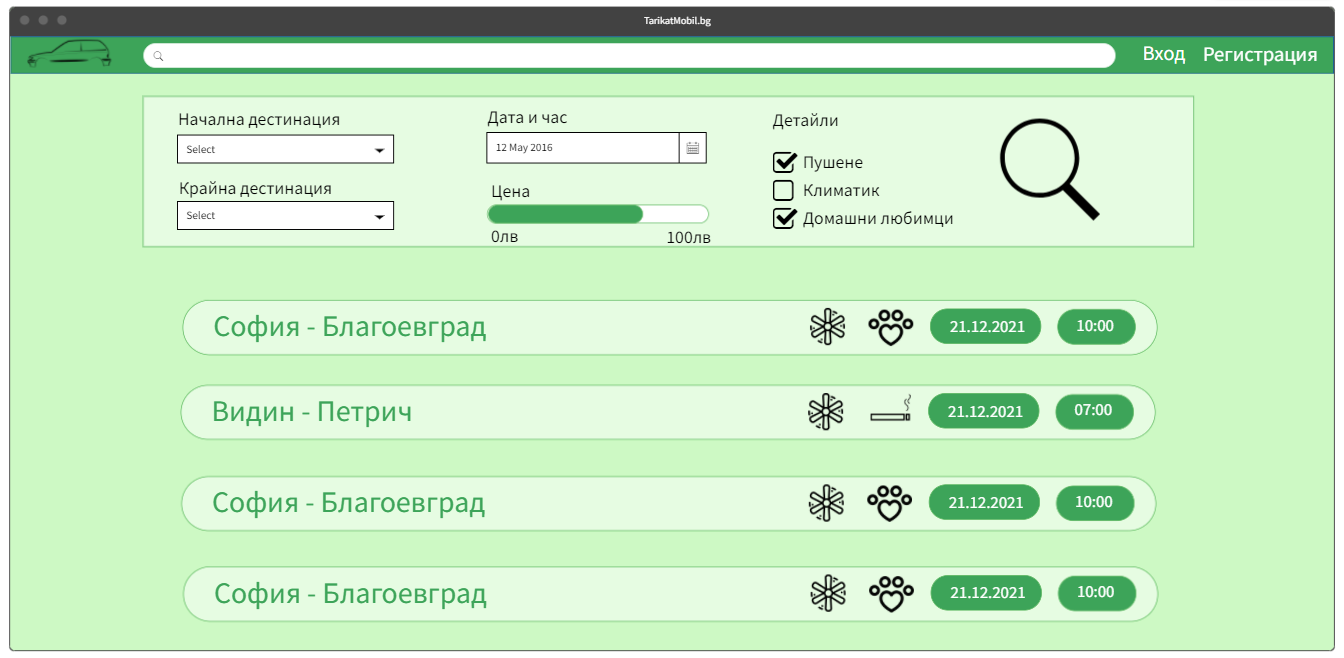 TarikatMobil.bg
Вход Регистрация
Начална дестинация
Select
Крайна дестинация
Select
Дата и час
12 May 2016
Цена
0лв 100лв
Детайли
Пушене
Климатик
Домашни любимци
София - Благоевград 21.12.2021 10:00
Видин - Петрич 21.12.2021 07:00
София - Благоевград 21.12.2021 10:00
София - Благоевград 21.12.2021 10:00